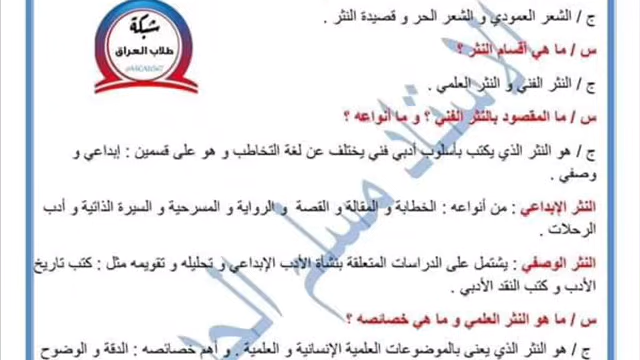 ج / الشعر العمودي و الشعر الحر و قصيدة النثر .
شبكة
طلاب العراق
س / ما هي أقسام النثر ؟
ج / النثر الفني و النثر العلمي .
س / ما المقصود بالنثر الفني ؟ و ما أنواعه ؟
ج / هو النثر الذي يكتب بأسلوب أدبي فني يختلف عن لغة التخاطب و هو على قسمين : إبداعي و
وصفي .
النثر الإبداعي : من أنواعه : الخطابة و المقالة و القصة و الرواية و المسرحية و السيرة الذاتية و أدب
الرحلات .
النثر الوصفي : يشتمل على الدراسات المتعلقة بنشأة الأدب الإبداعي و تحليله و تقويمه مثل : كتب تاريخ
الأدب و كتب النقد الأدبي .
س / ما هو النثر العلمي و ما هي خصائصه ؟
ج / هو النثر الذي يعنى بالموضوعات العلمية الإنسانية و العلمية . و أهم خصائصه : الدقة و الوضوح
الاستاذ مسلم